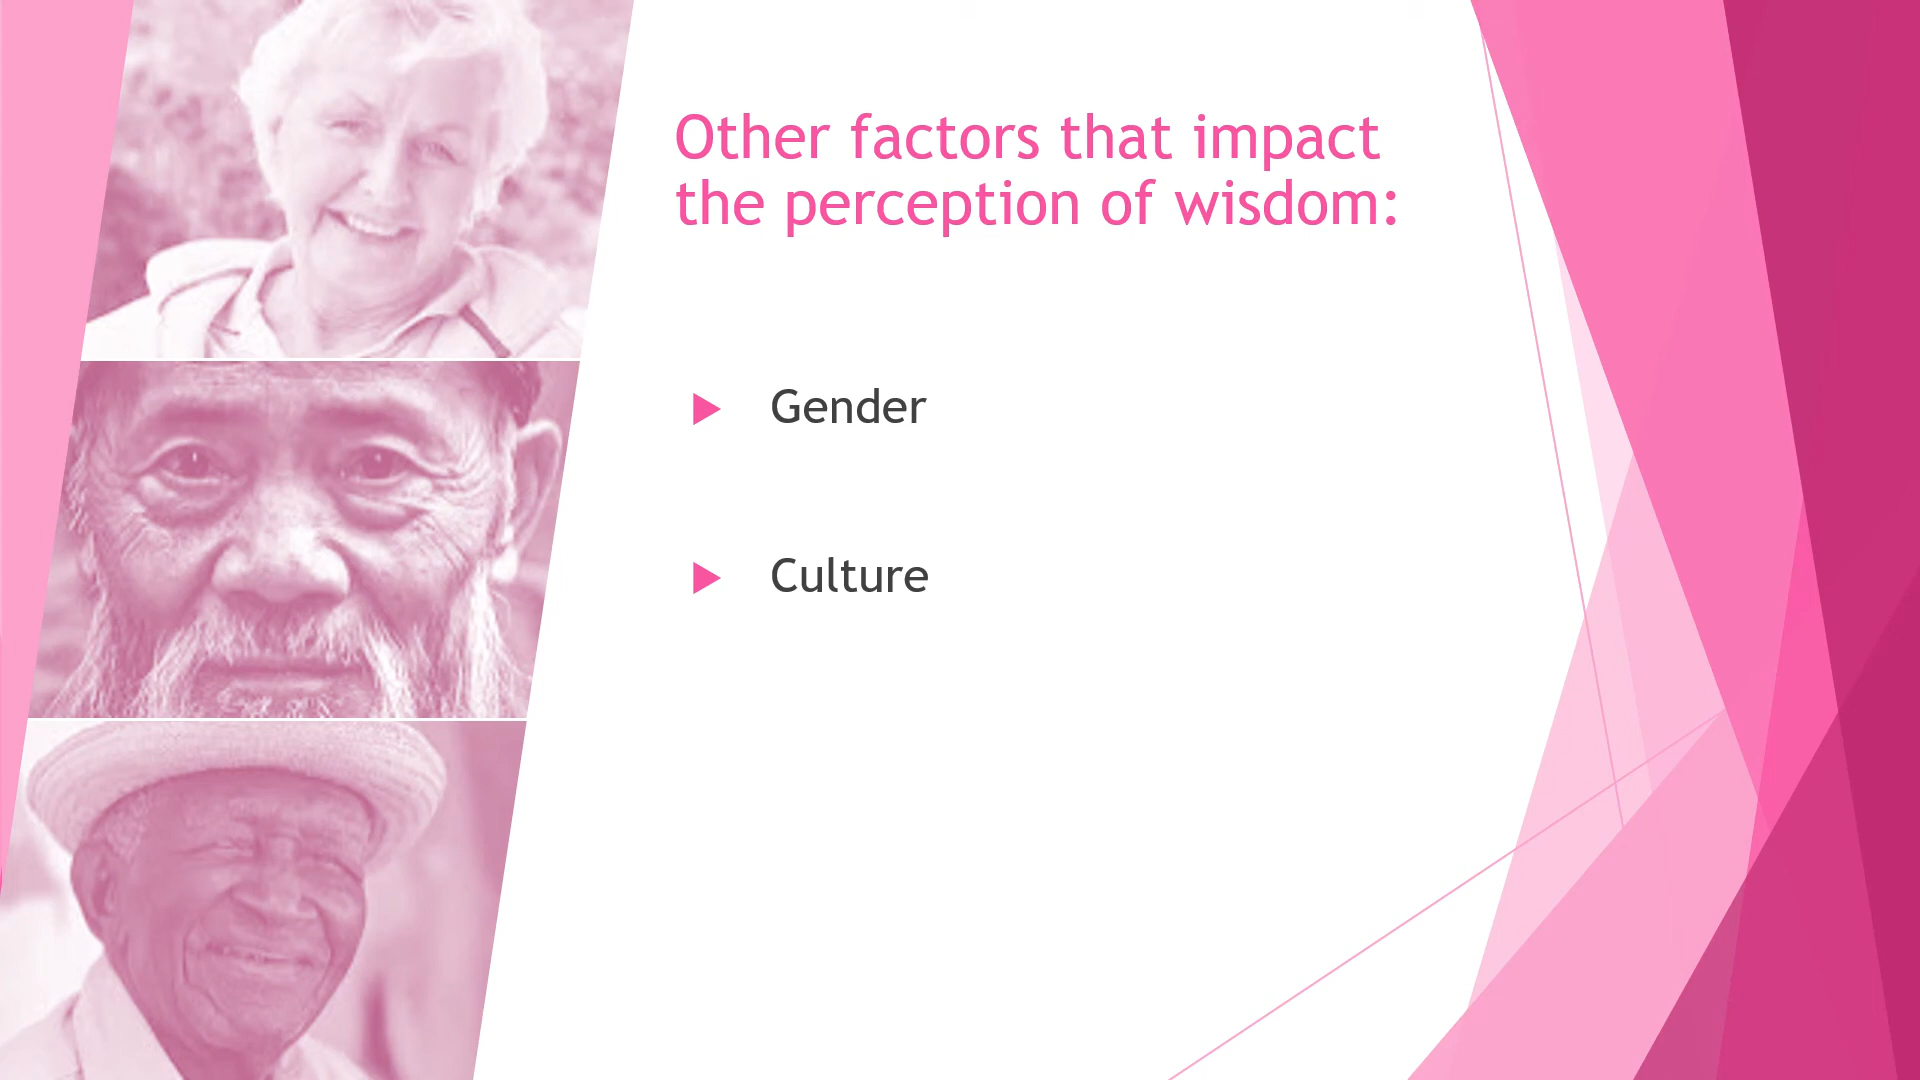 Other factors that impact
the perception of wisdom:
Gender
Culture